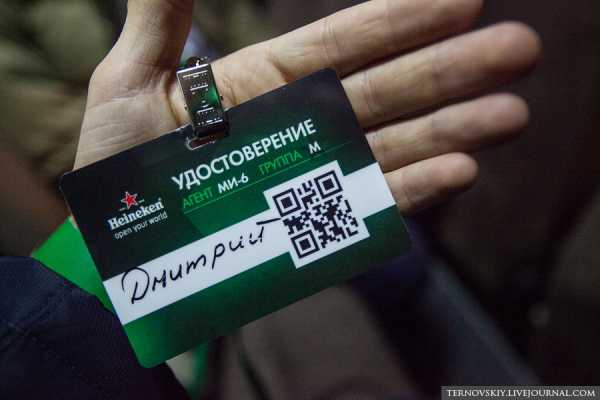 УДОСТОВЕРЕНИЕ
АГЕНТ МИ-6 ГРУППА М
Heineken
open your world
Дмитрий
TERNOVSKIY.LIVEJOURNAL.COM